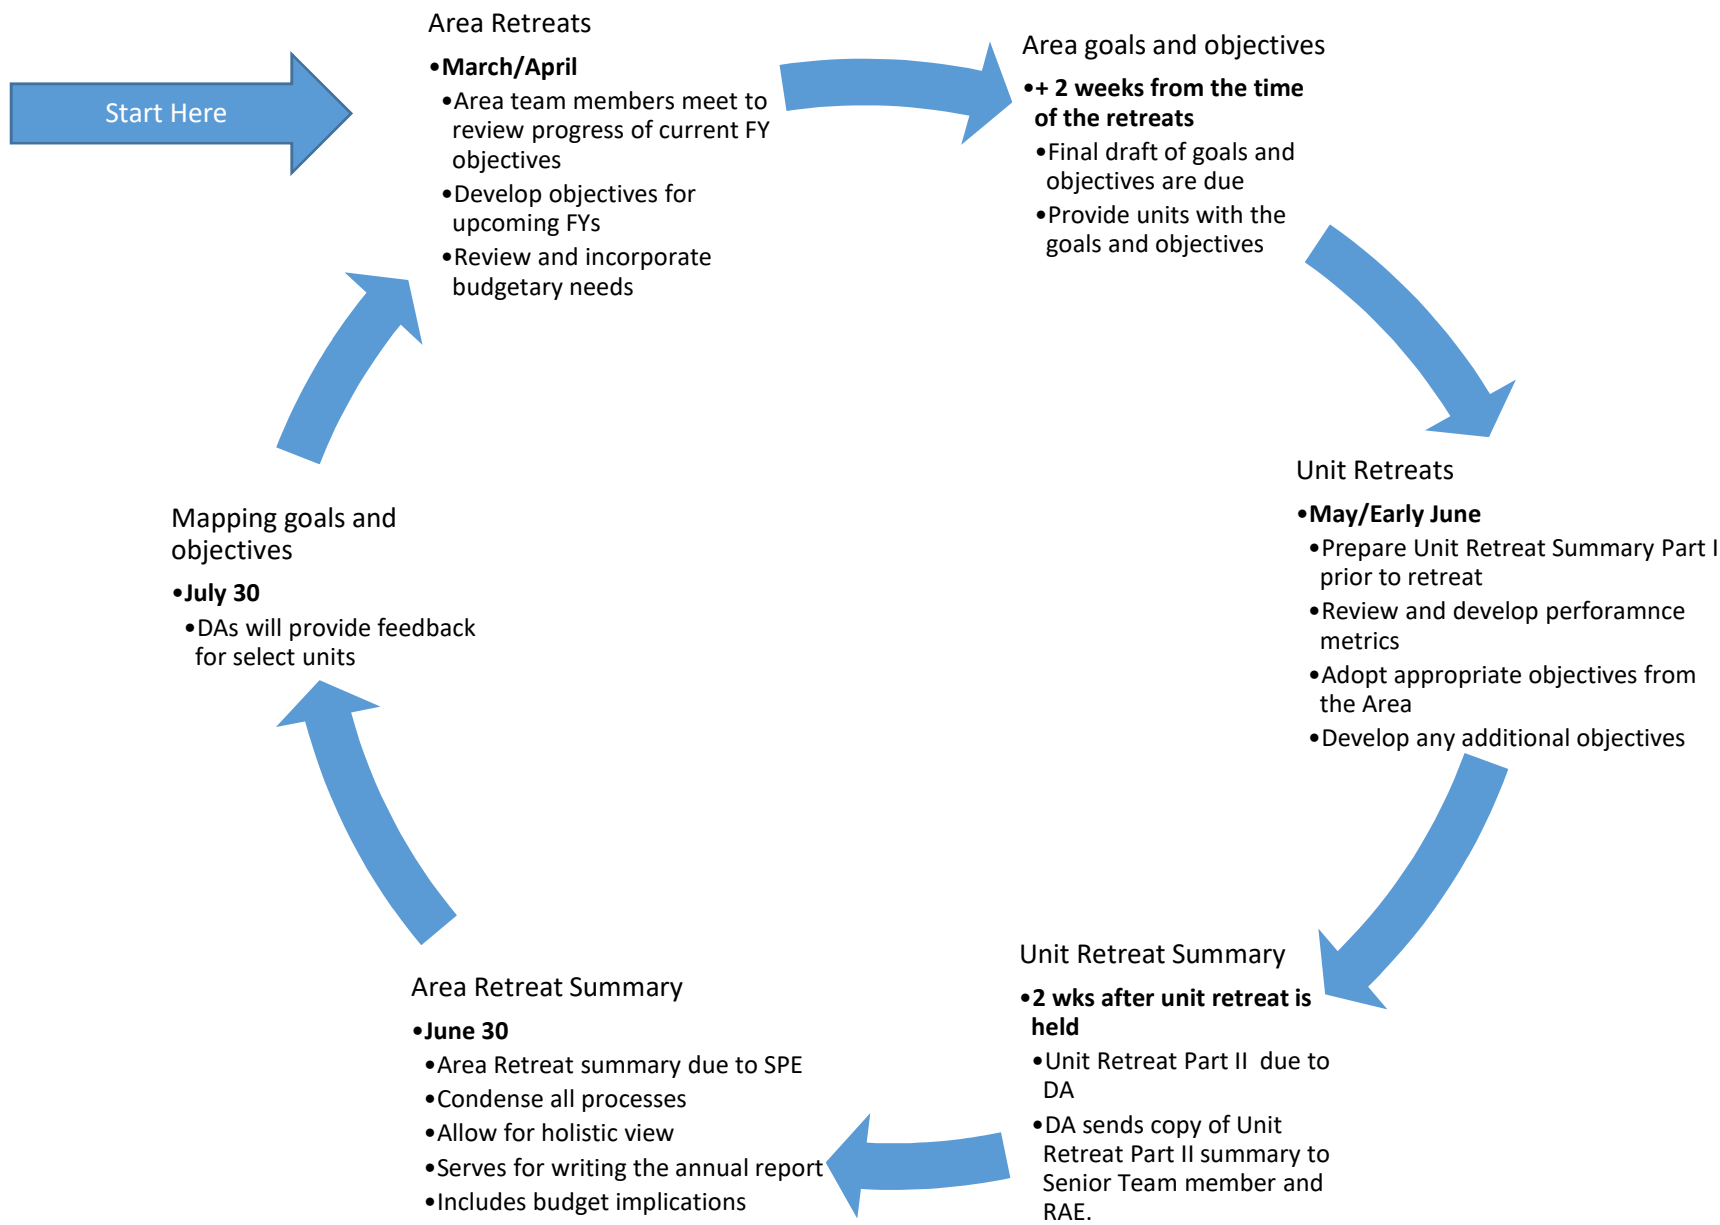 Start Here
Area Retreats
•March/April
•Area team members meet to
review progress of current FY
objectives
•Develop objectives for
upcoming FYs
•Review and incorporate
budgetary needs
Area goals and objectives
•+ 2 weeks from the time
of the retreats
•Final draft of goals and
objectives are due
•Provide units with the
goals and objectives
Unit Retreats
•May/Early June
•Prepare Unit Retreat Summary Part I
prior to retreat
•Review and develop perforamnce
metrics
•Adopt appropriate objectives from
the Area
•Develop any additional objectives
Unit Retreat Summary
•2 wks after unit retreat is
held
•Unit Retreat Part II due to
DA
•DA sends copy of Unit
Retreat Part II summary to
Senior Team member and
RAE.
Area Retreat Summary
•June 30
•Area Retreat summary due to SPE
•Condense all processes
•Allow for holistic view
•Serves for writing the annual report
•Includes budget implications
Mapping goals and
objectives
•July 30
•DAs will provide feedback
for select units